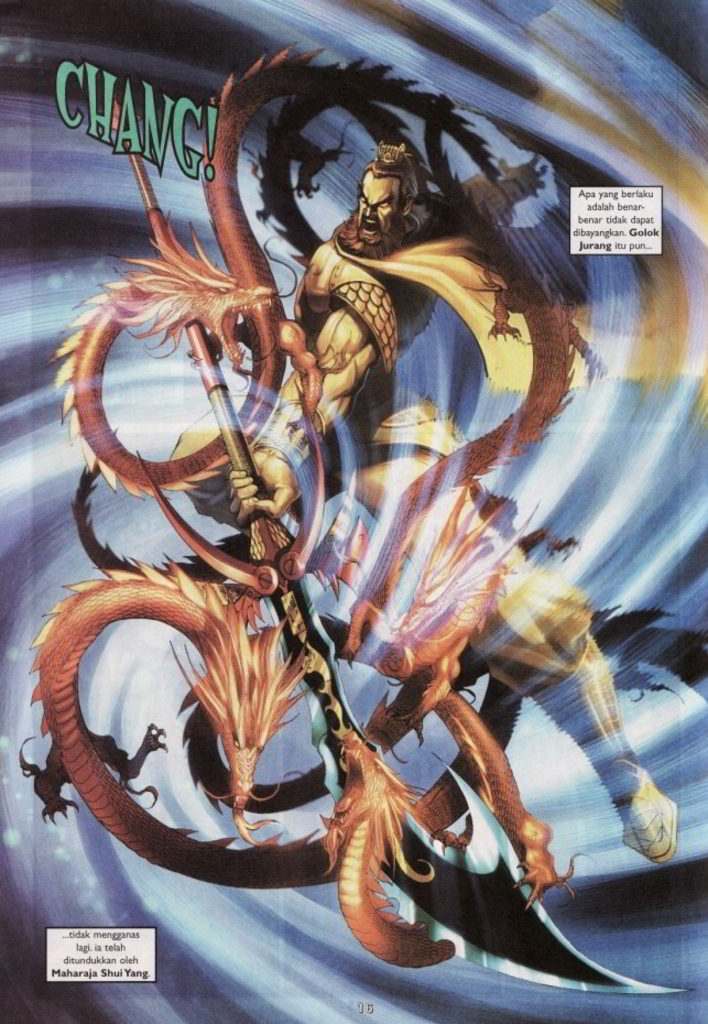 CHANG!
Apa yang berlaku
adalah benar-
benar tidak dapat
dibayangkan. Golok
Jurang itu pun...
...tidak mengganas
lagi. ia telah
ditundukkan oleh
Maharaja Shui Yang.
16